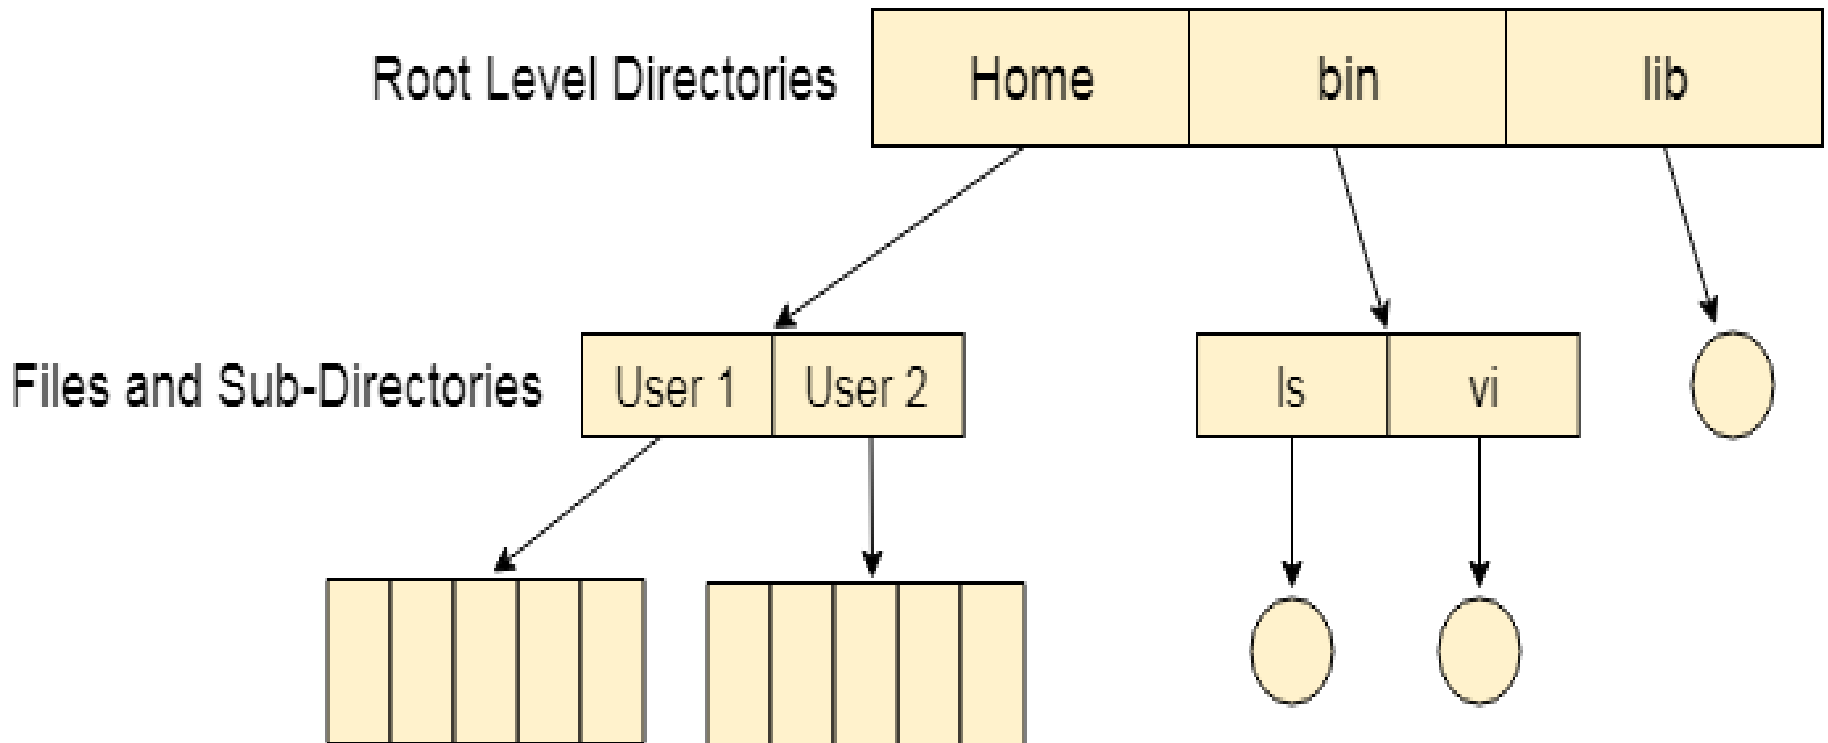 Root Level Directories
Home
bin
lib
Files and Sub-Directories
User 1
User 2
ls
vi